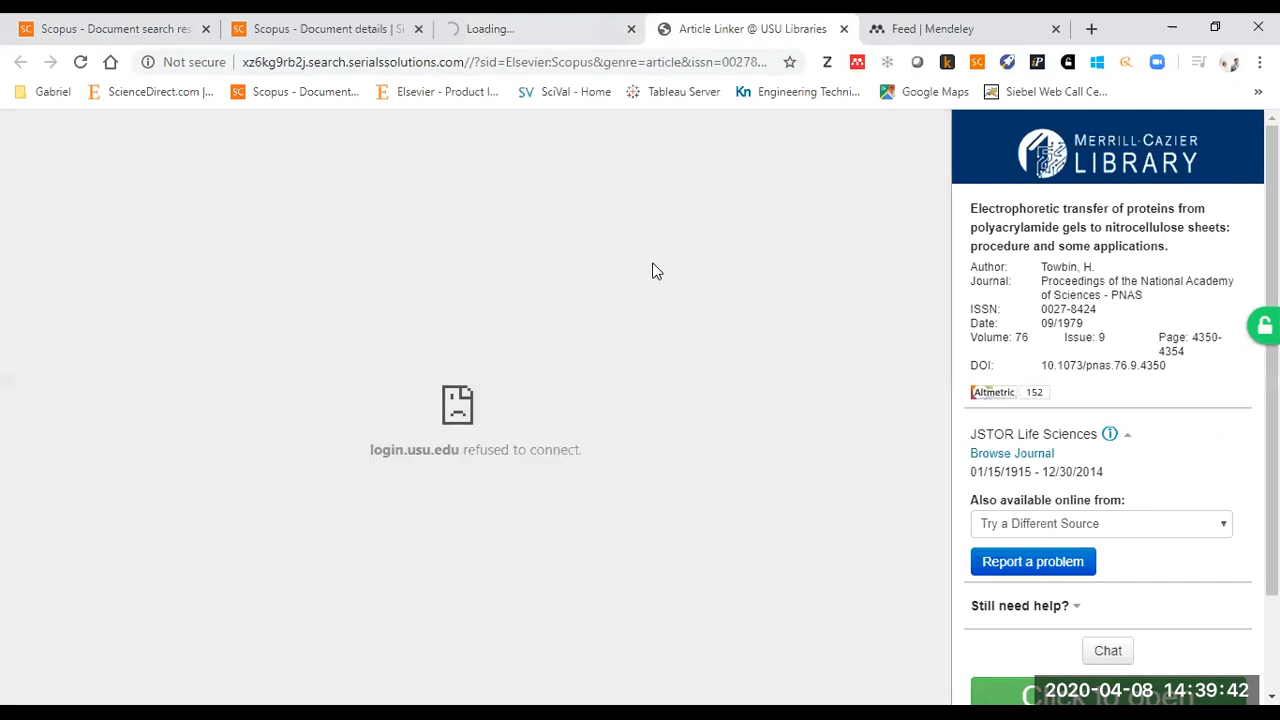 Scopus - Document search res
Scopus - Document details | Si
Loading...
Article Linker @ USU Libraries
Feed | Mendeley
Not secure
xz6kg9rb2j.search.serialssolutions.com//?sid=Elsevier:Scopus&genre=article&issn=00278...
Gabriel
ScienceDirect.com |...
Scopus - Document...
Elsevier - Product I...
SV SciVal - Home
Tableau Server
Kn Engineering Techni...
Google Maps
Siebel Web Call Ce...
»
MERRILL-CAZIER
LIBRARY
Electrophoretic transfer of proteins from
polyacrylamide gels to nitrocellulose sheets:
procedure and some applications.
Author: Towbin, H.
Journal: Proceedings of the National Academy
of Sciences - PNAS
ISSN: 0027-8424
Date: 09/1979
Volume: 76 Issue: 9 Page: 4350-
4354
DOI: 10.1073/pnas.76.9.4350
Altmetric 152
JSTOR Life Sciences
Browse Journal
01/15/1915 - 12/30/2014
Also available online from:
Try a Different Source
Report a problem
Still need help?
Chat
login.usu.edu refused to connect.
Click to open
2020-04-08 14:39:42